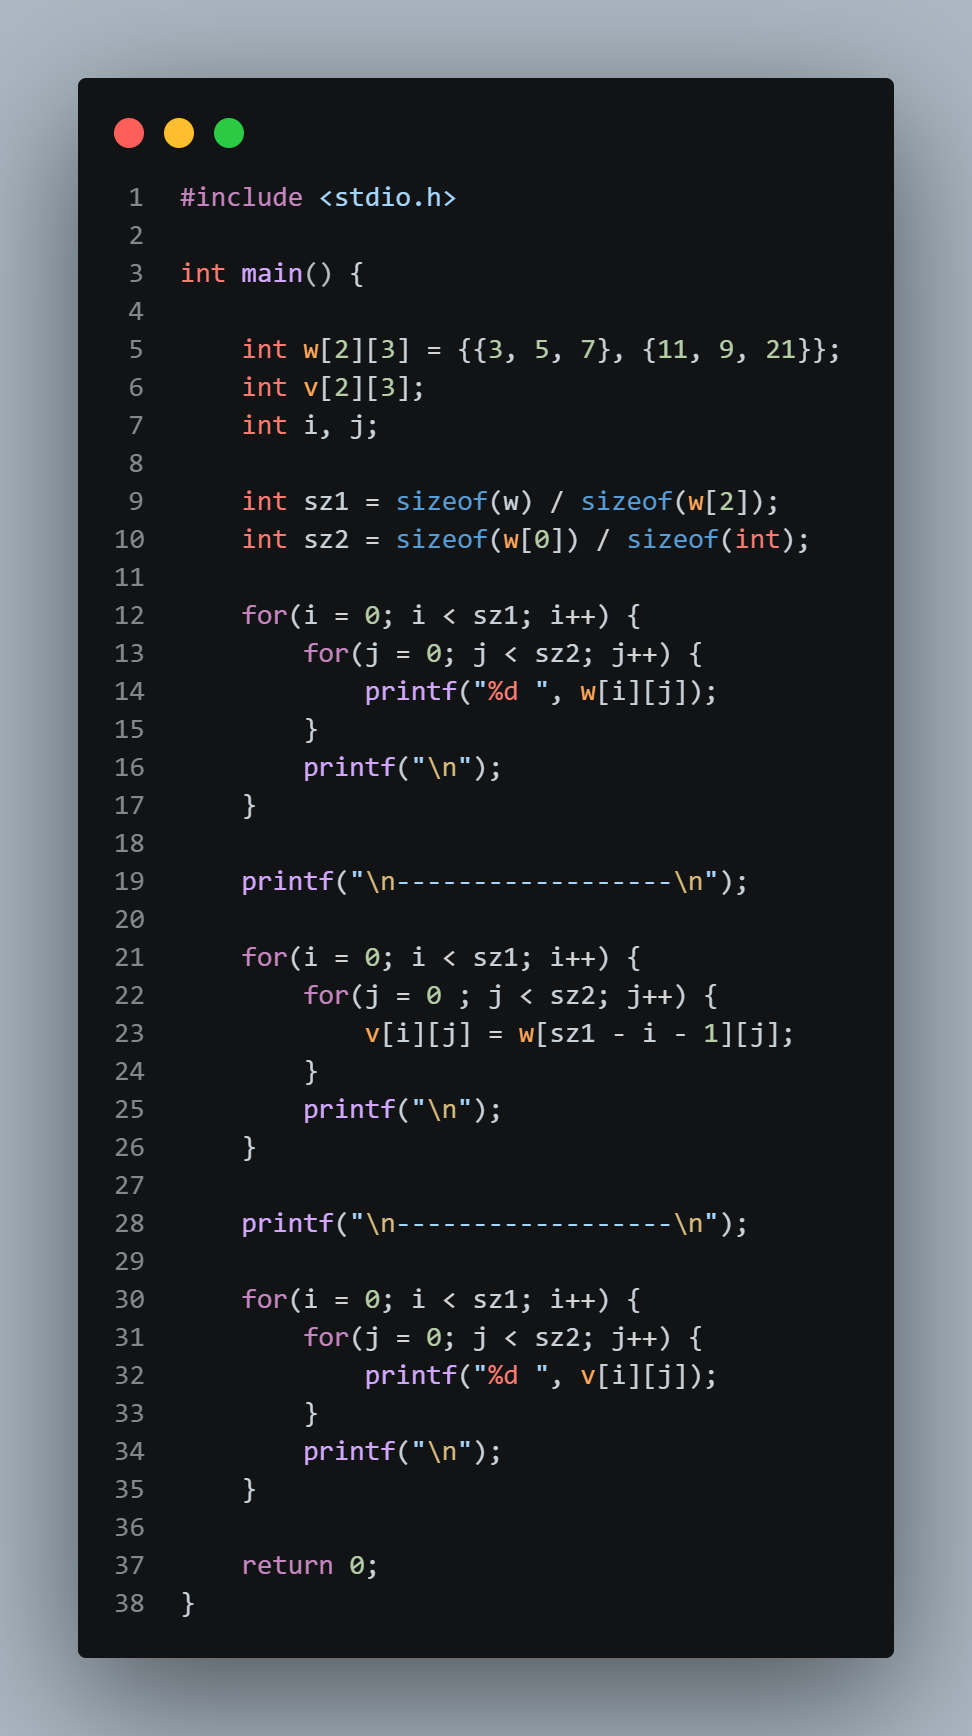 1 #include <stdio.h>
2
3 int main() {
4
5     int w[2][3] = {{3, 5, 7}, {11, 9, 21}};
6     int v[2][3];
7     int i, j;
8
9     int sz1 = sizeof(w) / sizeof(w[2]);
10     int sz2 = sizeof(w[0]) / sizeof(int);
11
12     for(i = 0; i < sz1; i++) {
13         for(j = 0; j < sz2; j++) {
14             printf("%d ", w[i][j]);
15         }
16         printf("\n");
17     }
18
19     printf("\n------------------\n");
20
21     for(i = 0; i < sz1; i++) {
22         for(j = 0 ; j < sz2; j++) {
23             v[i][j] = w[sz1 - i - 1][j];
24         }
25         printf("\n");
26     }
27
28     printf("\n------------------\n");
29
30     for(i = 0; i < sz1; i++) {
31         for(j = 0; j < sz2; j++) {
32             printf("%d ", v[i][j]);
33         }
34         printf("\n");
35     }
36
37     return 0;
38 }